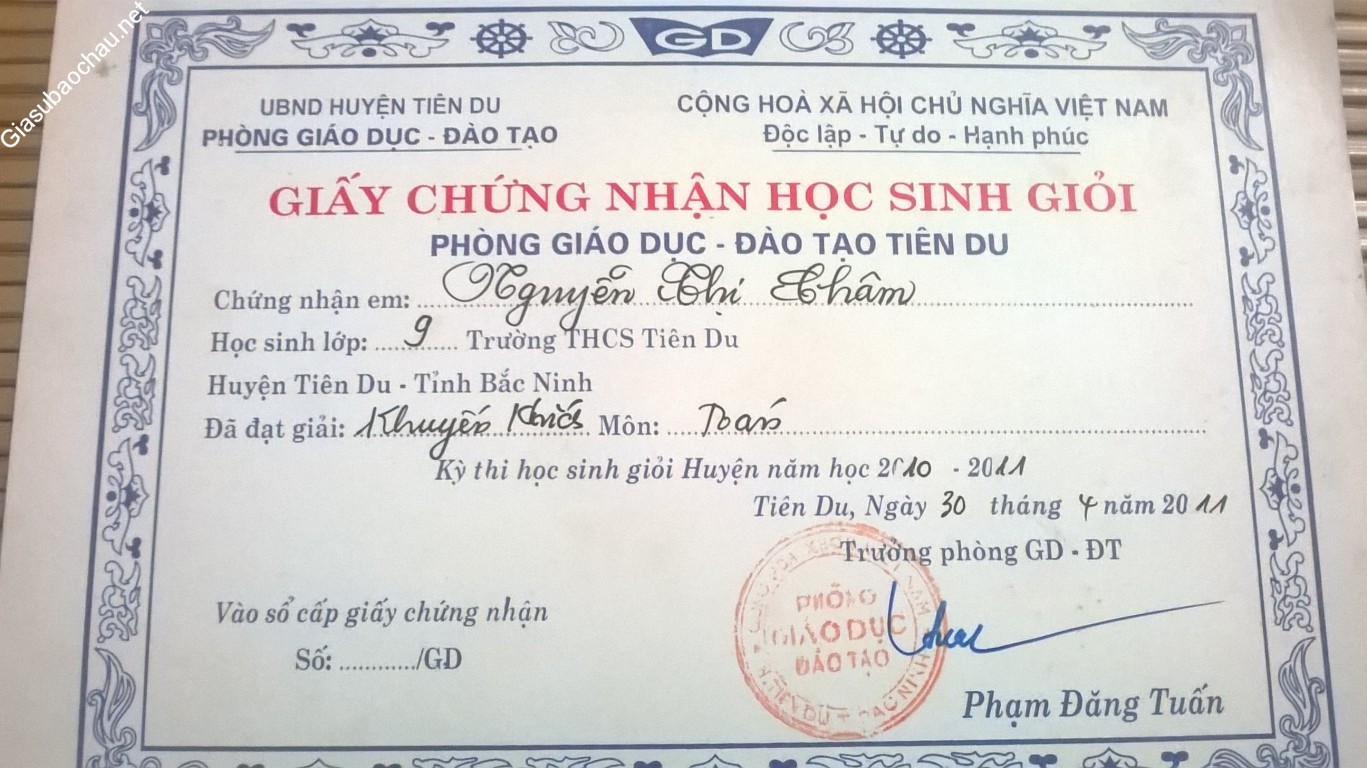 Giasubaochau.net
GD
UBND HUYỆN TIÊN DU
PHÒNG GIÁO DỤC - ĐÀO TẠO
CỘNG HOÀ XÃ HỘI CHỦ NGHĨA VIỆT NAM
Độc lập - Tự do - Hạnh phúc
GIẤY CHỨNG NHẬN HỌC SINH GIỎI
PHÒNG GIÁO DỤC - ĐÀO TẠO TIÊN DU
Chứng nhận em: Nguyễn Thị Thâm
Học sinh lớp: 9 Trường THCS Tiên Du
Huyện Tiên Du - Tỉnh Bắc Ninh
Đã đạt giải: Khuyến Khích Môn: Toán
Kỳ thi học sinh giỏi Huyện năm học 2010 - 2011
Tiên Du, Ngày 30 tháng 4 năm 2011
Trưởng phòng GD - ĐT
PHÒNG
GIÁO DỤC
ĐÀO TẠO
Vào sổ cấp giấy chứng nhận
Số: ............/GD
Phạm Đăng Tuấn